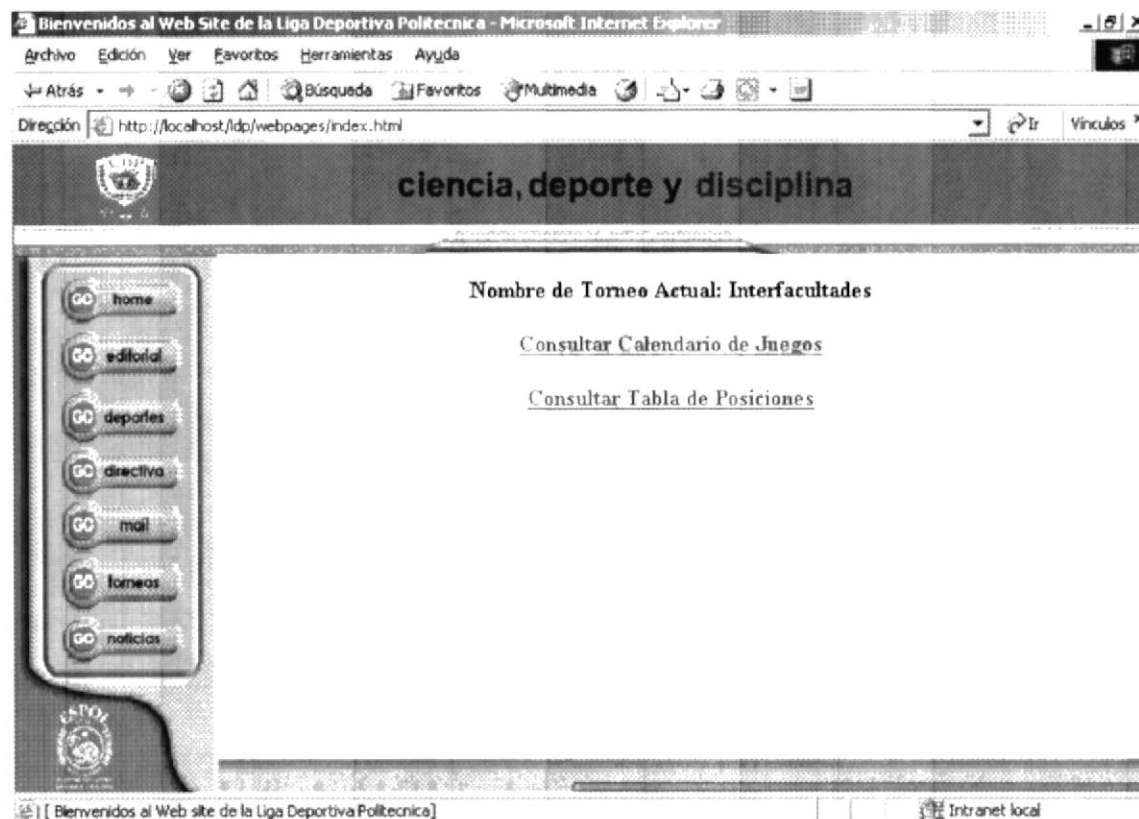 Bienvenidos al Web Site de la Liga Deportiva Politecnica - Microsoft Internet Explorer
Archivo Edición Ver Favoritos Herramientas Ayuda
Atrás Búsqueda Favoritos Multimedia
Dirección http://localhost/ldp/webpages/index.html Ir Vínculos
ciencia, deporte y disciplina
Nombre de Torneo Actual: Interfacultades
Consultar Calendario de Juegos
Consultar Tabla de Posiciones
GO home
GO editorial
GO deportes
GO directiva
GO mail
GO torneos
GO noticias
ESPOL
[ Bienvenidos al Web site de la Liga Deportiva Politecnica] Intranet local